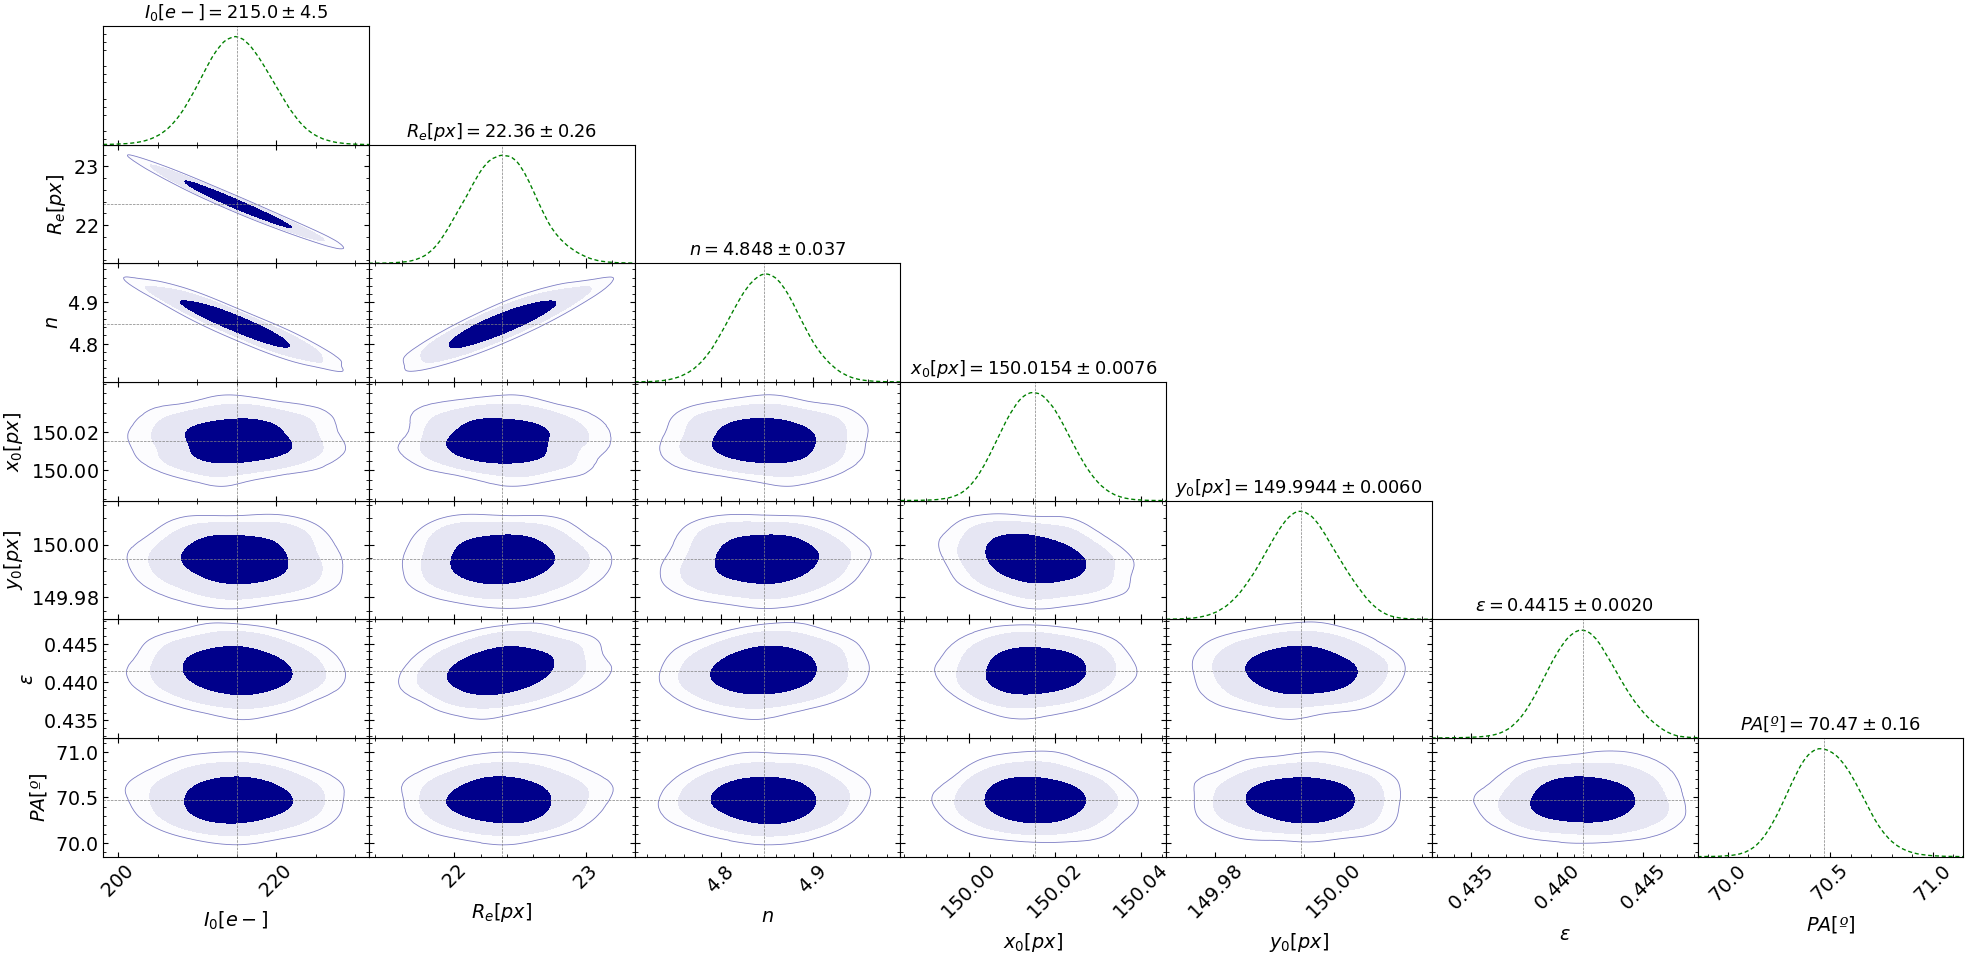 I₀[e−] = 215.0 ± 4.5
Rₑ[px] = 22.36 ± 0.26
n = 4.848 ± 0.037
x₀[px] = 150.0154 ± 0.0076
y₀[px] = 149.9944 ± 0.0060
ε = 0.4415 ± 0.0020
PA[º] = 70.47 ± 0.16
Rₑ[px]
23
22
n
4.9
4.8
x₀[px]
150.02
150.00
y₀[px]
150.00
149.98
ε
0.445
0.440
0.435
PA[º]
71.0
70.5
70.0
200 220
22 23
4.8 4.9
150.00 150.02 150.04
149.98 150.00
0.435 0.440 0.445
70.0 70.5 71.0
I₀[e−]
Rₑ[px]
n
x₀[px]
y₀[px]
ε
PA[º]